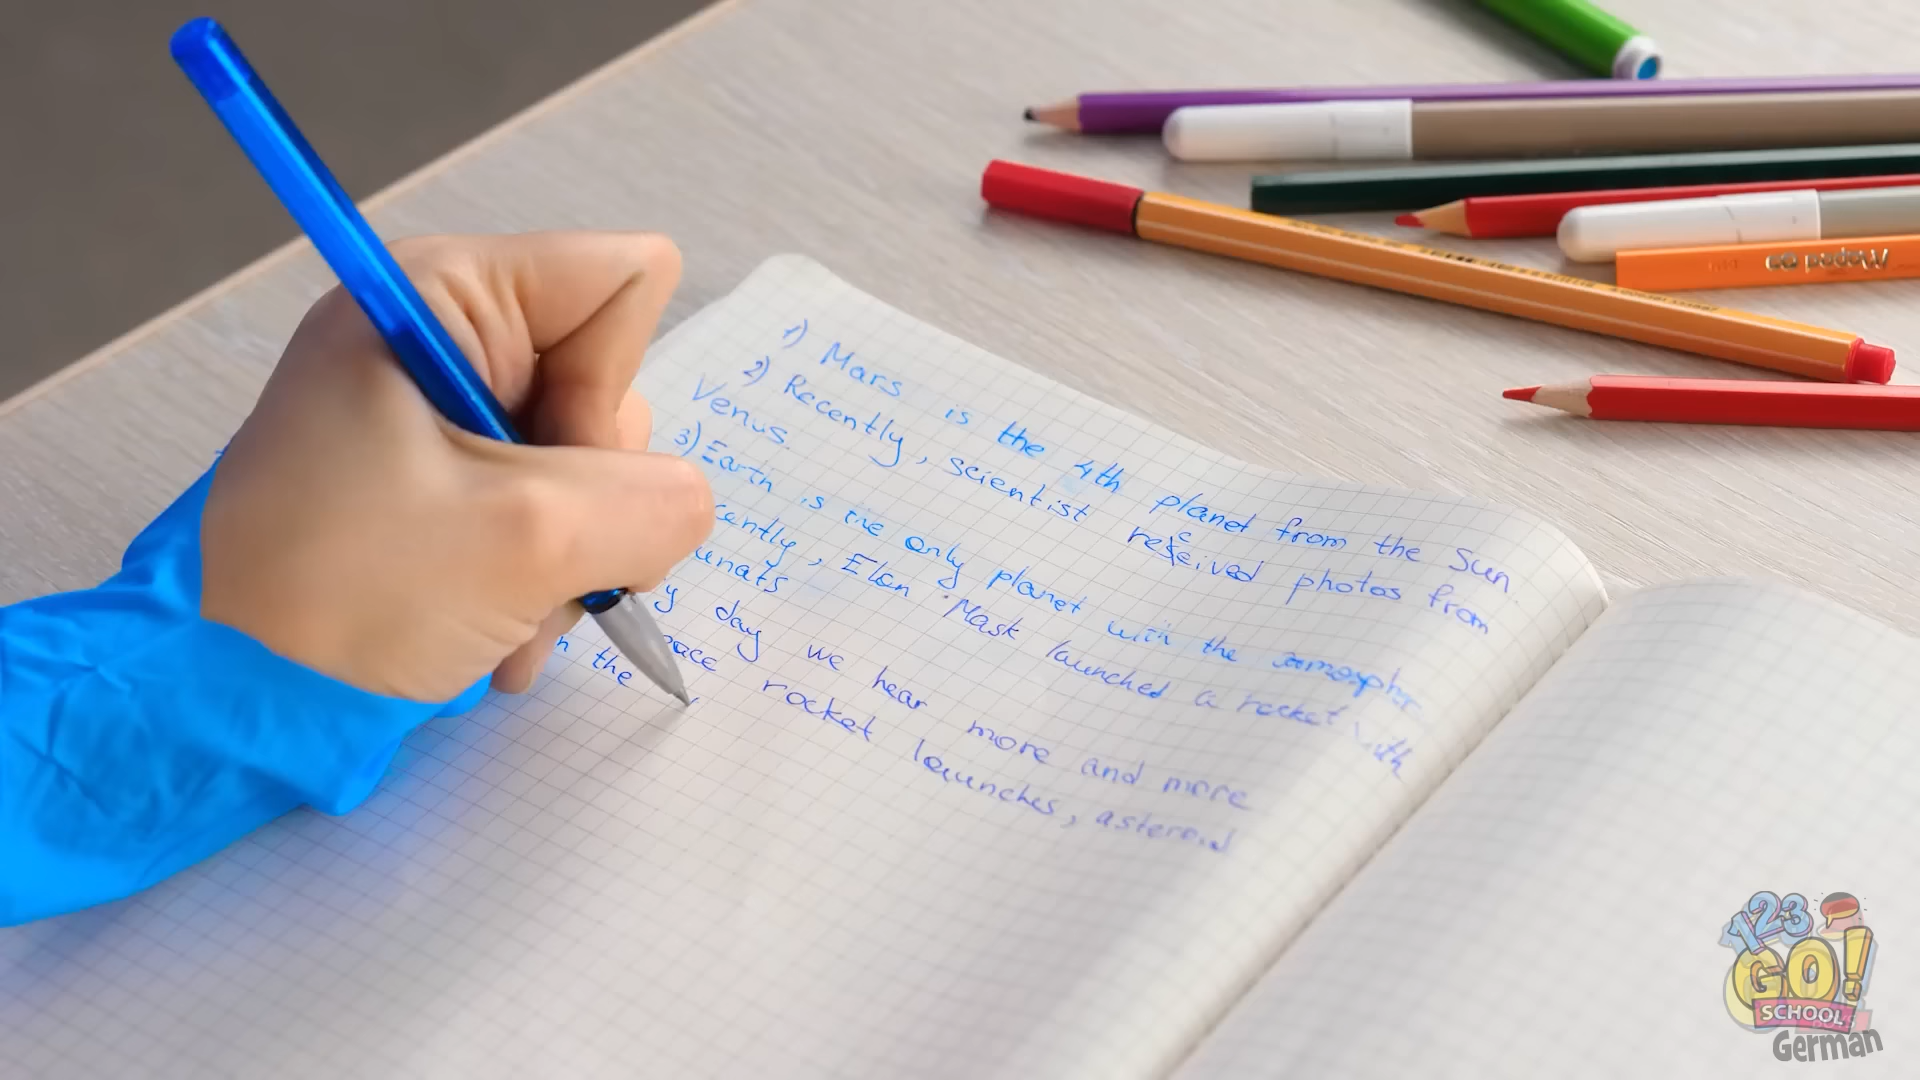 1) Mars is the 4th planet from the Sun.
2) Recently, scientist received photos from
Venus.
3) Earth is the only planet with the
cently, Elon Mask launched a rocket with
unats
y day we hear more and more
pace rocket launches, asteroid
n the
Maped
123
GO!
SCHOOL
German